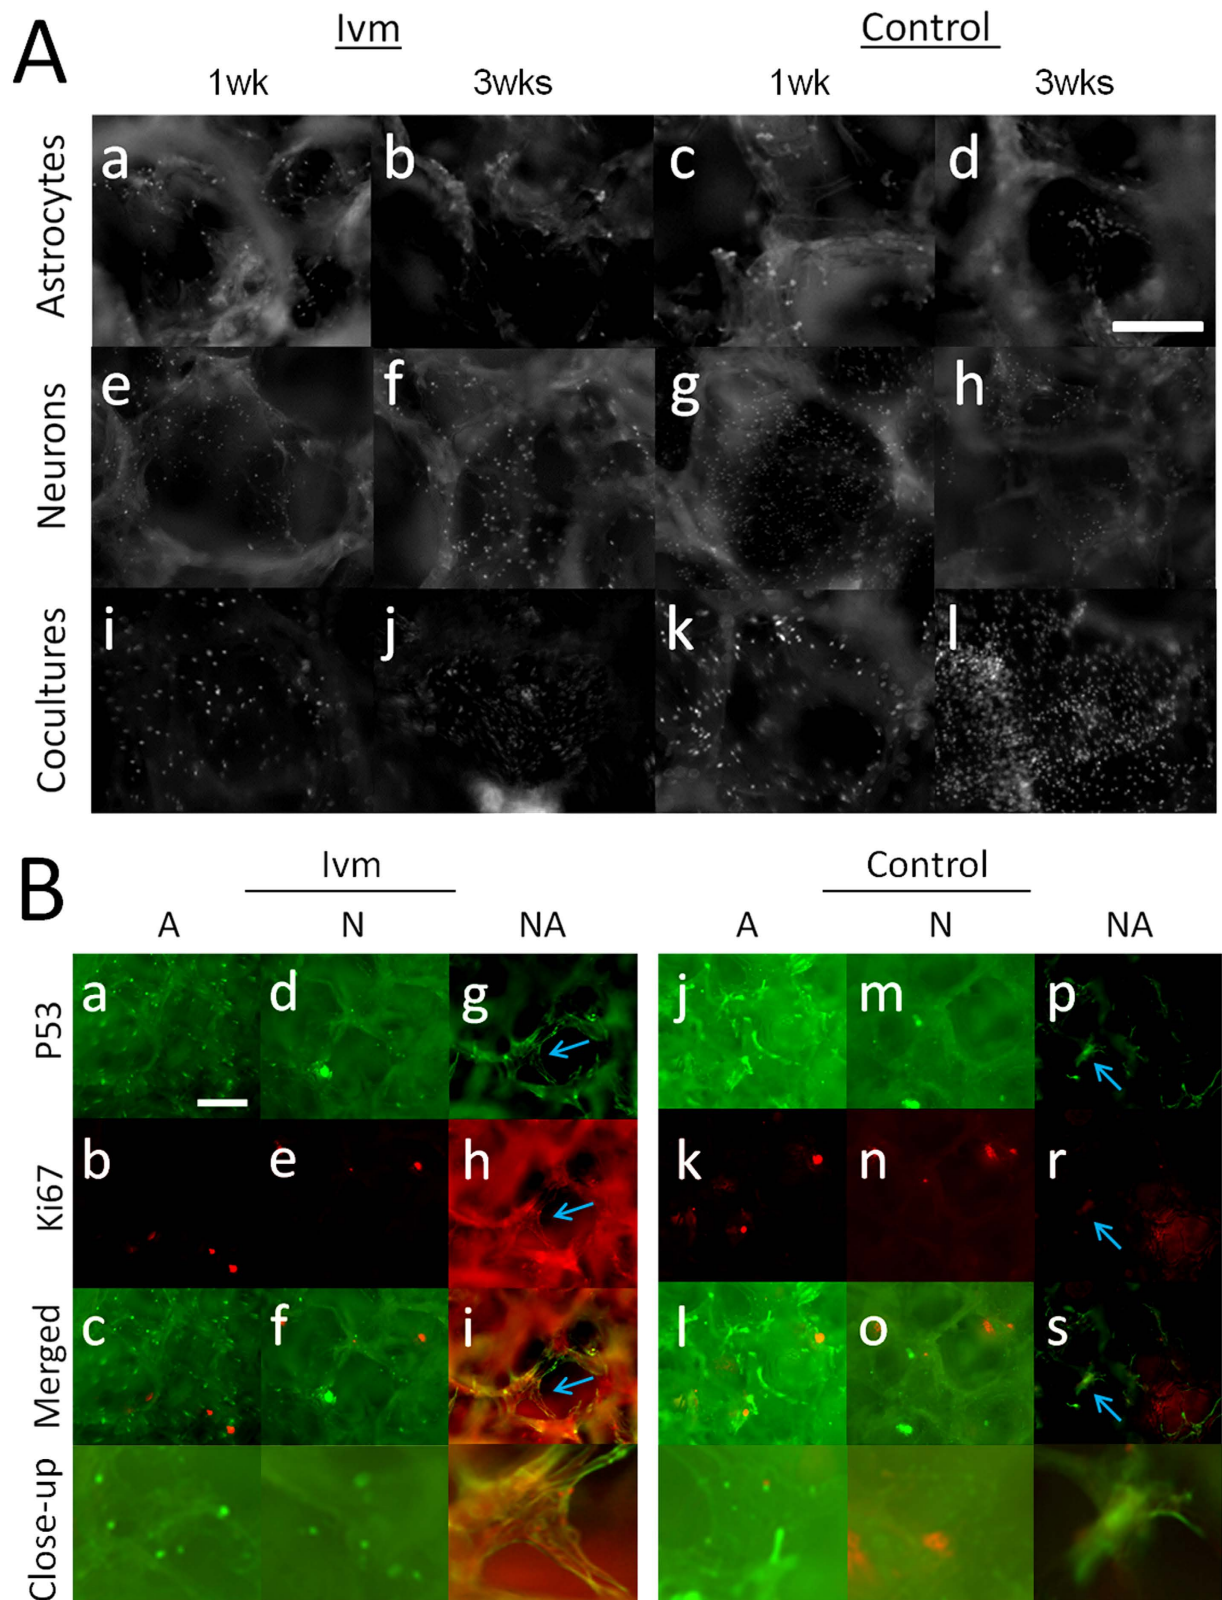 A
Ivm Control
1wk 3wks 1wk 3wks
Astrocytes
a b c d
Neurons
e f g h
Cocultures
i j k l
B
Ivm Control
A N NA A N NA
P53
a d g j m p
Ki67
b e h k n r
Merged
c f i l o s
Close-up